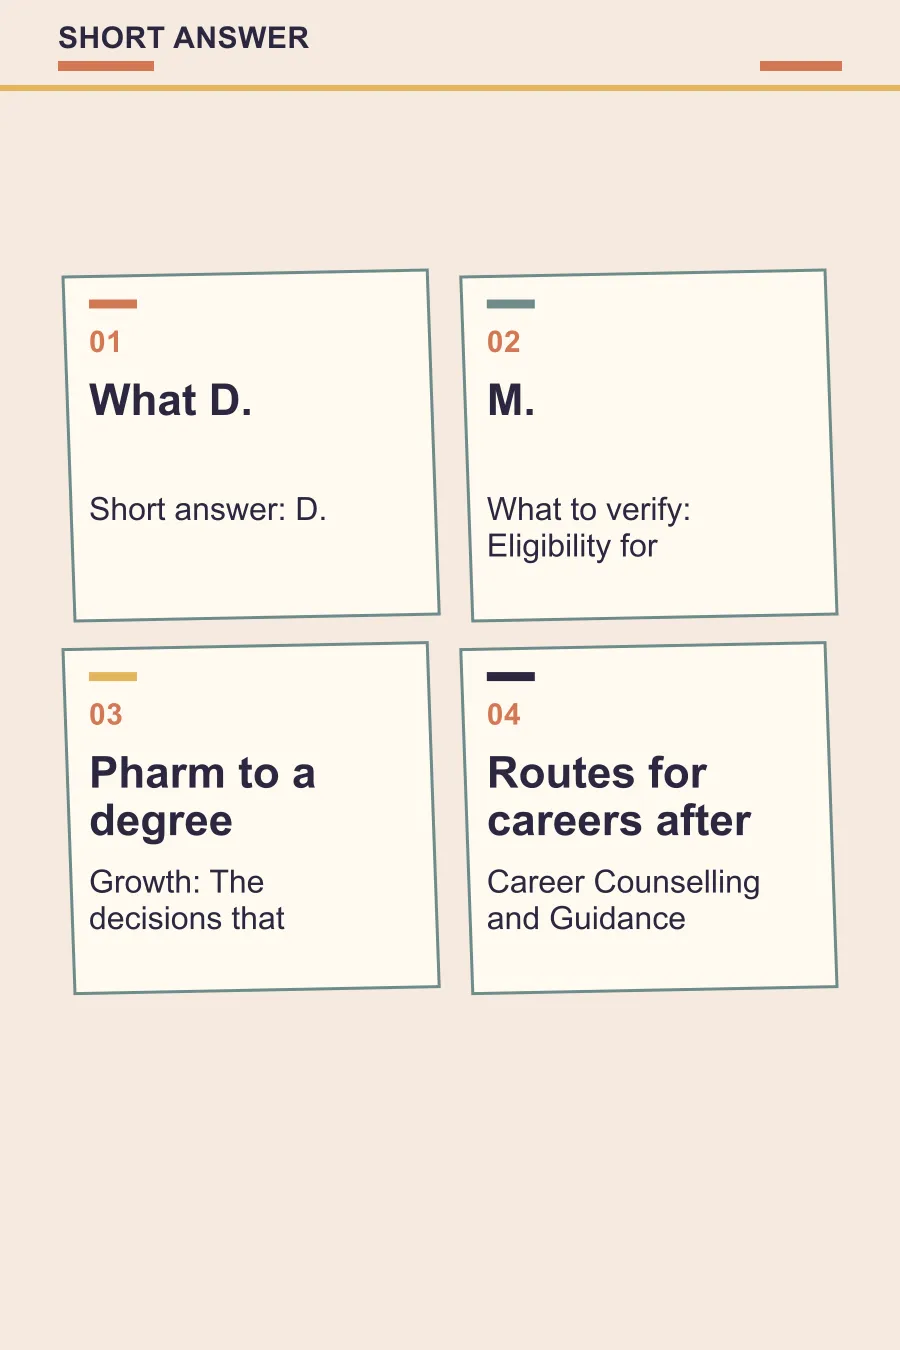 SHORT ANSWER
01
What D.
Short answer: D.
02
M.
What to verify:
Eligibility for
03
Pharm to a
degree
Growth: The
decisions that
04
Routes for
careers after
Career Counselling
and Guidance